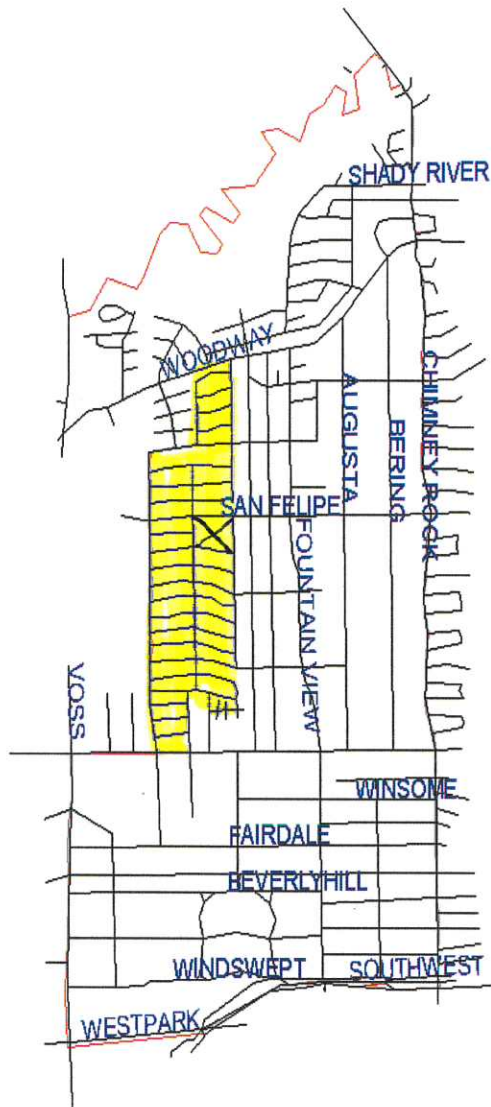 SHADY RIVER
WOODWAY
CHIMNEY ROCK
AUGUSTA
BERING
SAN FELIPE
FOUNTAIN VIEW
VOSS
WINSOME
FAIRDALE
BEVERLYHILL
WINDSWEPT
SOUTHWEST
WESTPARK